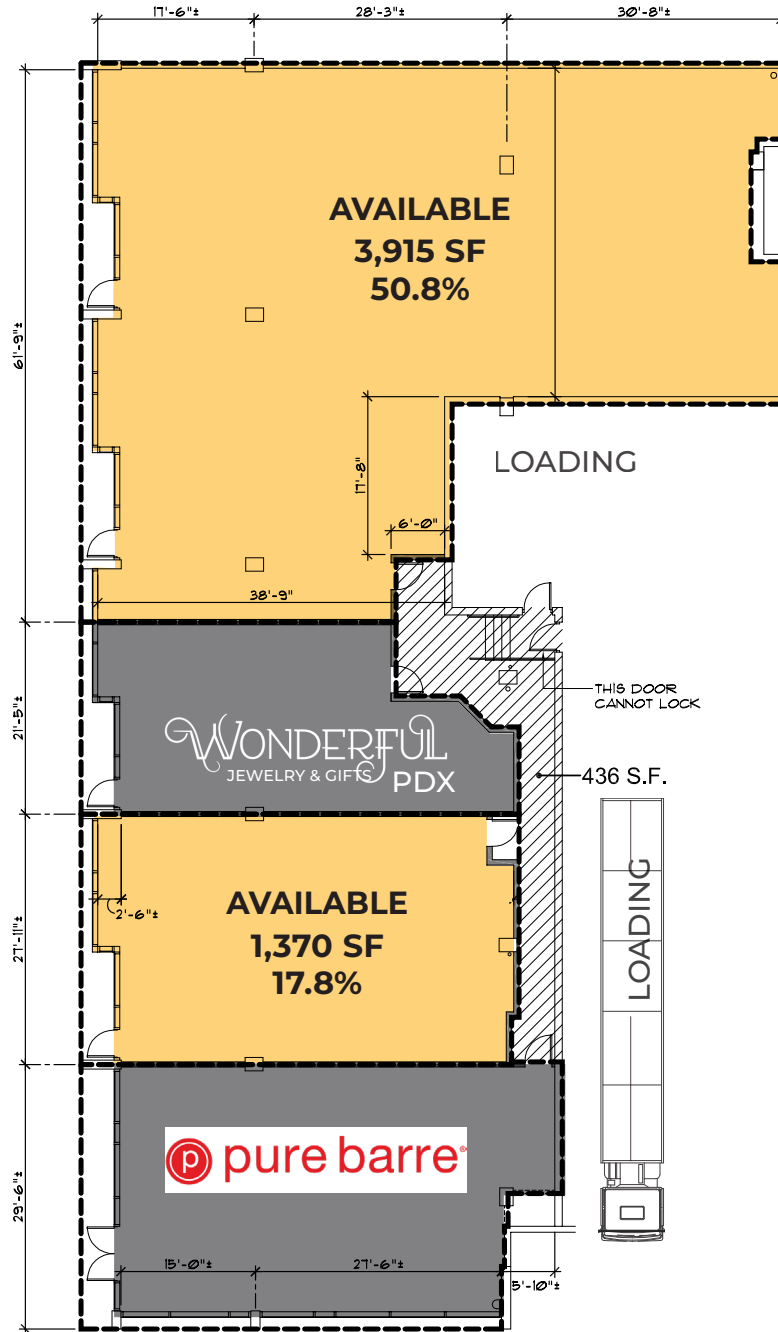 17'-6"±
28'-3"±
30'-8"±
AVAILABLE
3,915 SF
50.8%
61'-9"±
LOADING
17'-8"
6'-0"
38'-9"
THIS DOOR
CANNOT LOCK
21'-5"±
WONDERFUL
JEWELRY & GIFTS PDX
436 S.F.
2'-6"±
AVAILABLE
1,370 SF
17.8%
27'-11"±
LOADING
p pure barre®
29'-6"±
15'-0"±
27'-6"±
5'-10"±